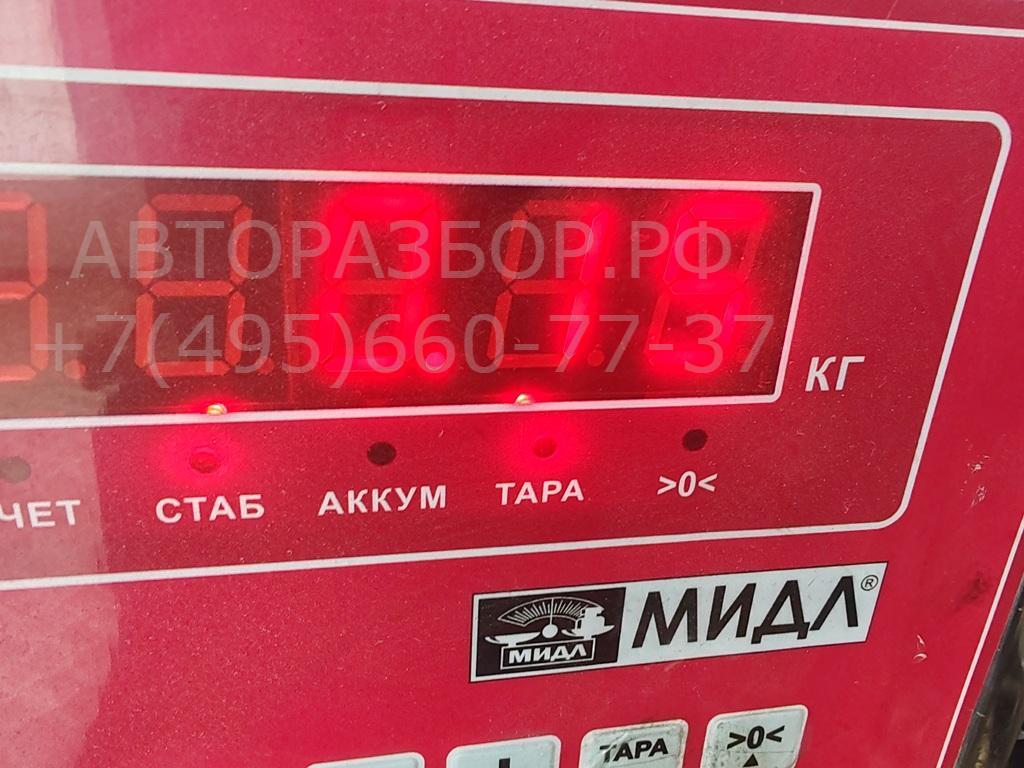 АВТОРАЗБОР.РФ
+7(495)660-77-37
КГ
ЧЕТ СТАБ АККУМ ТАРА >0<
МИДЛ МИДЛ®
ТАРА >0<